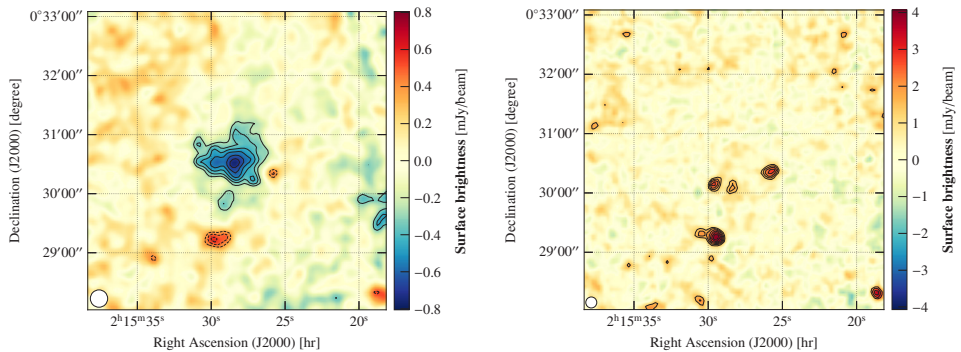 0°33′00″
32′00″
31′00″
30′00″
29′00″
Declination (J2000) [degree]
2ʰ15ᵐ35ˢ
30ˢ
25ˢ
20ˢ
Right Ascension (J2000) [hr]
0.8
0.6
0.4
0.2
0.0
−0.2
−0.4
−0.6
−0.8
Surface brightness [mJy/beam]
0°33′00″
32′00″
31′00″
30′00″
29′00″
Declination (J2000) [degree]
2ʰ15ᵐ35ˢ
30ˢ
25ˢ
20ˢ
Right Ascension (J2000) [hr]
4
3
2
1
0
−1
−2
−3
−4
Surface brightness [mJy/beam]